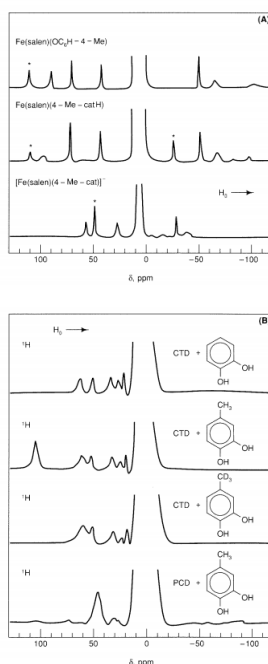 (A)
Fe(salen)(OC6H – 4 – Me)
*
Fe(salen)(4 – Me – catH)
*
*
[Fe(salen)(4 – Me – cat)]⁻
*
H₀
100
50
0
−50
−100
δ, ppm
(B)
H₀
¹H
CTD +
OH
OH
CH₃
¹H
CTD +
OH
OH
CD₃
¹H
CTD +
OH
OH
CH₃
¹H
PCD +
OH
OH
100
50
0
−50
−100
δ, ppm